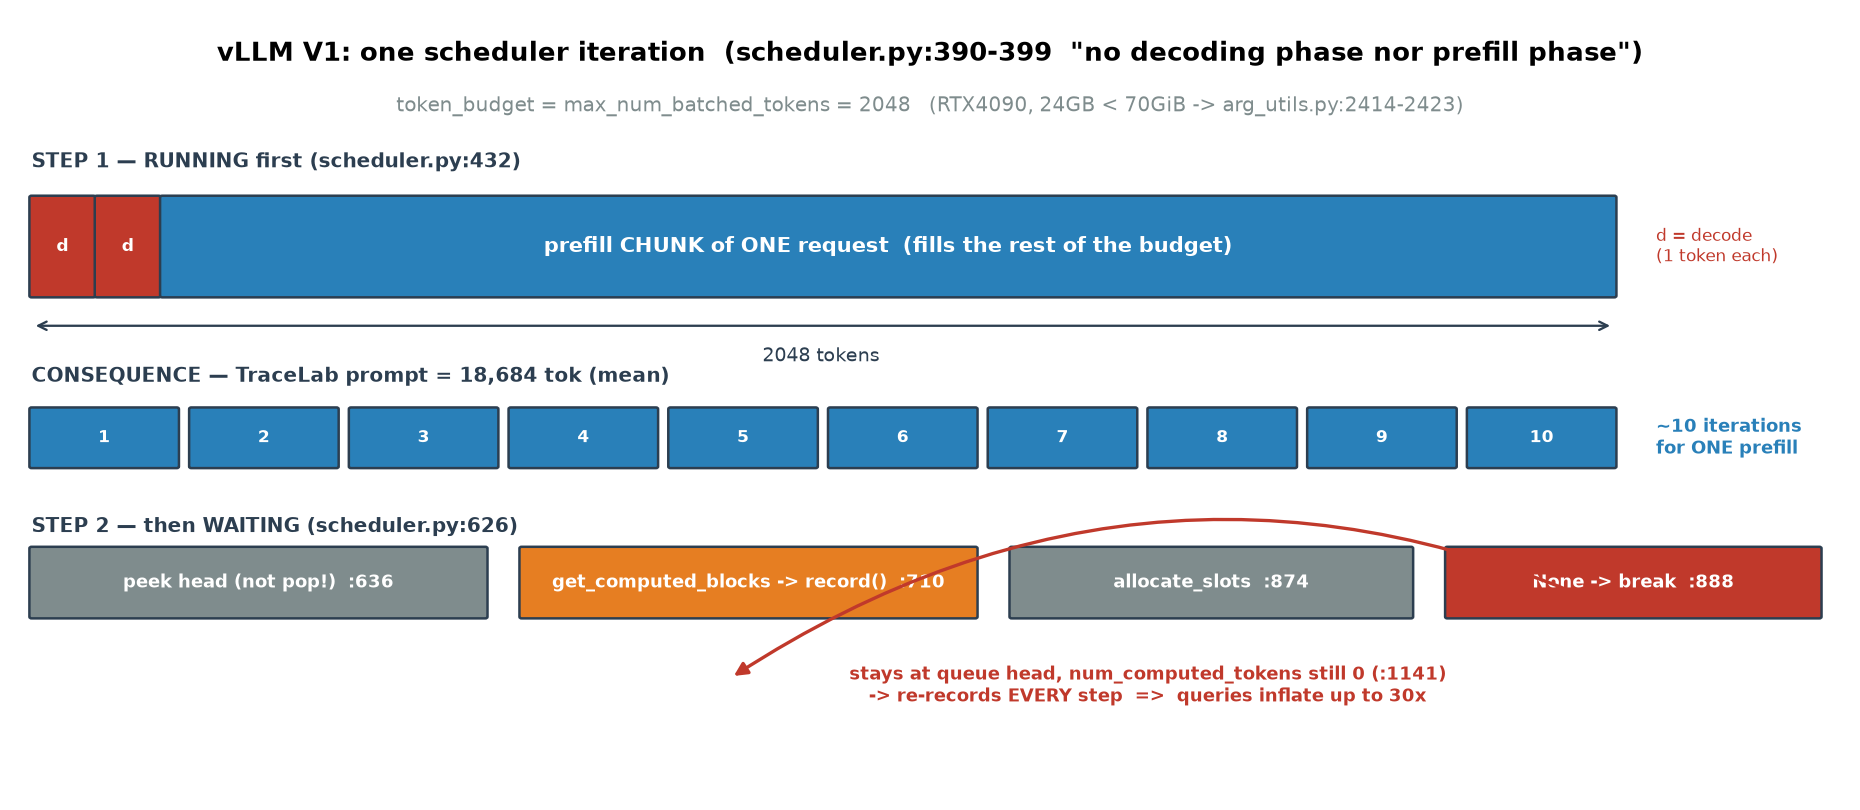 vLLM V1: one scheduler iteration  (scheduler.py:390-399  "no decoding phase nor prefill phase")
token_budget = max_num_batched_tokens = 2048   (RTX4090, 24GB < 70GiB -> arg_utils.py:2414-2423)
STEP 1 — RUNNING first (scheduler.py:432)
d
d
prefill CHUNK of ONE request  (fills the rest of the budget)
d = decode
(1 token each)
2048 tokens
CONSEQUENCE — TraceLab prompt = 18,684 tok (mean)
1
2
3
4
5
6
7
8
9
10
~10 iterations
for ONE prefill
STEP 2 — then WAITING (scheduler.py:626)
peek head (not pop!)  :636
get_computed_blocks -> record()  :710
allocate_slots  :874
None -> break  :888
stays at queue head, num_computed_tokens still 0 (:1141)
-> re-records EVERY step  =>  queries inflate up to 30x